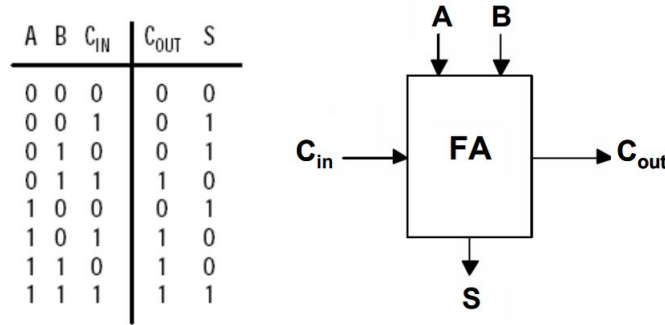 A B C_IN C_OUT S
0 0 0 0 0
0 0 1 0 1
0 1 0 0 1
0 1 1 1 0
1 0 0 0 1
1 0 1 1 0
1 1 0 1 0
1 1 1 1 1
A B
C_in FA C_out
S